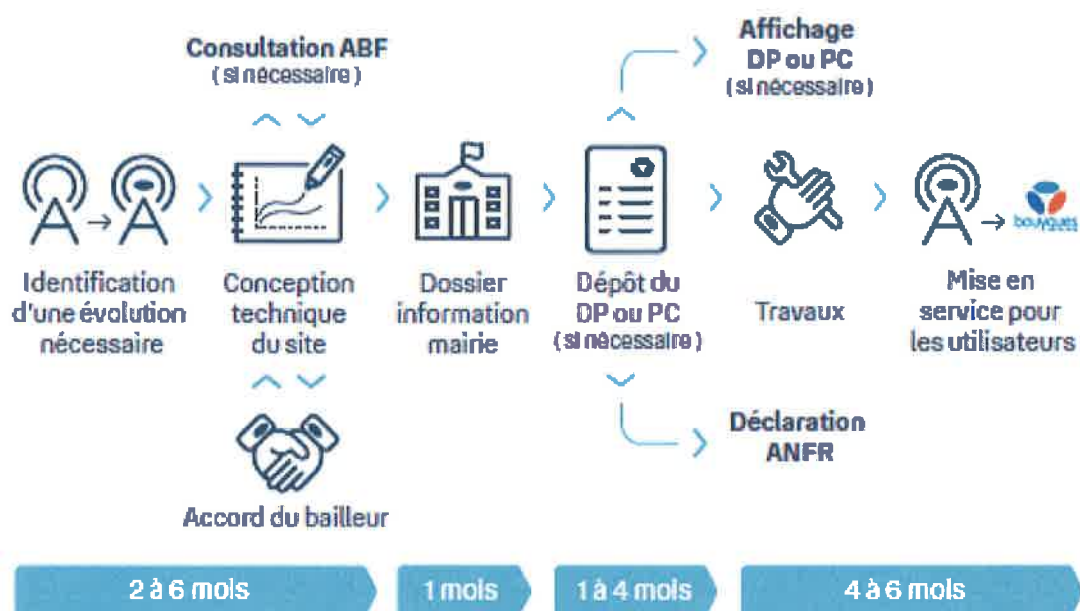 Consultation ABF
(si nécessaire)
Affichage
DP ou PC
(si nécessaire)
Identification
d'une évolution
nécessaire
Conception
technique
du site
Dossier
information
mairie
Dépôt du
DP ou PC
(si nécessaire)
Travaux
bouygues
Mise en
service pour
les utilisateurs
Accord du bailleur
Déclaration
ANFR
2 à 6 mois
1 mois
1 à 4 mois
4 à 6 mois